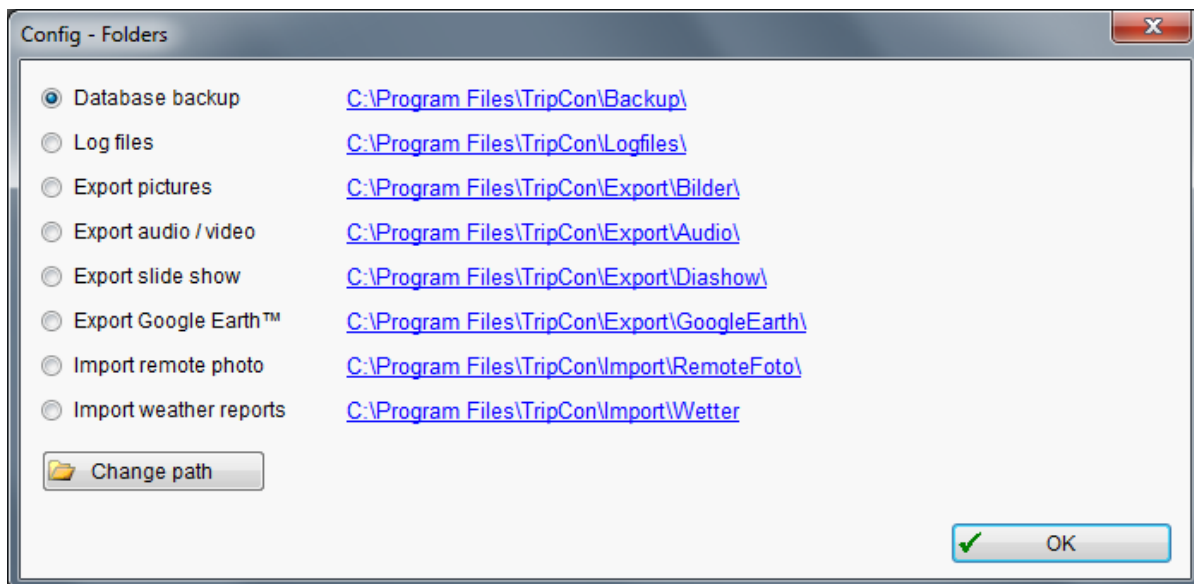 Config - Folders
Database backup C:\Program Files\TripCon\Backup\
Log files C:\Program Files\TripCon\Logfiles\
Export pictures C:\Program Files\TripCon\Export\Bilder\
Export audio / video C:\Program Files\TripCon\Export\Audio\
Export slide show C:\Program Files\TripCon\Export\Diashow\
Export Google Earth™ C:\Program Files\TripCon\Export\GoogleEarth\
Import remote photo C:\Program Files\TripCon\Import\RemoteFoto\
Import weather reports C:\Program Files\TripCon\Import\Wetter
Change path
OK